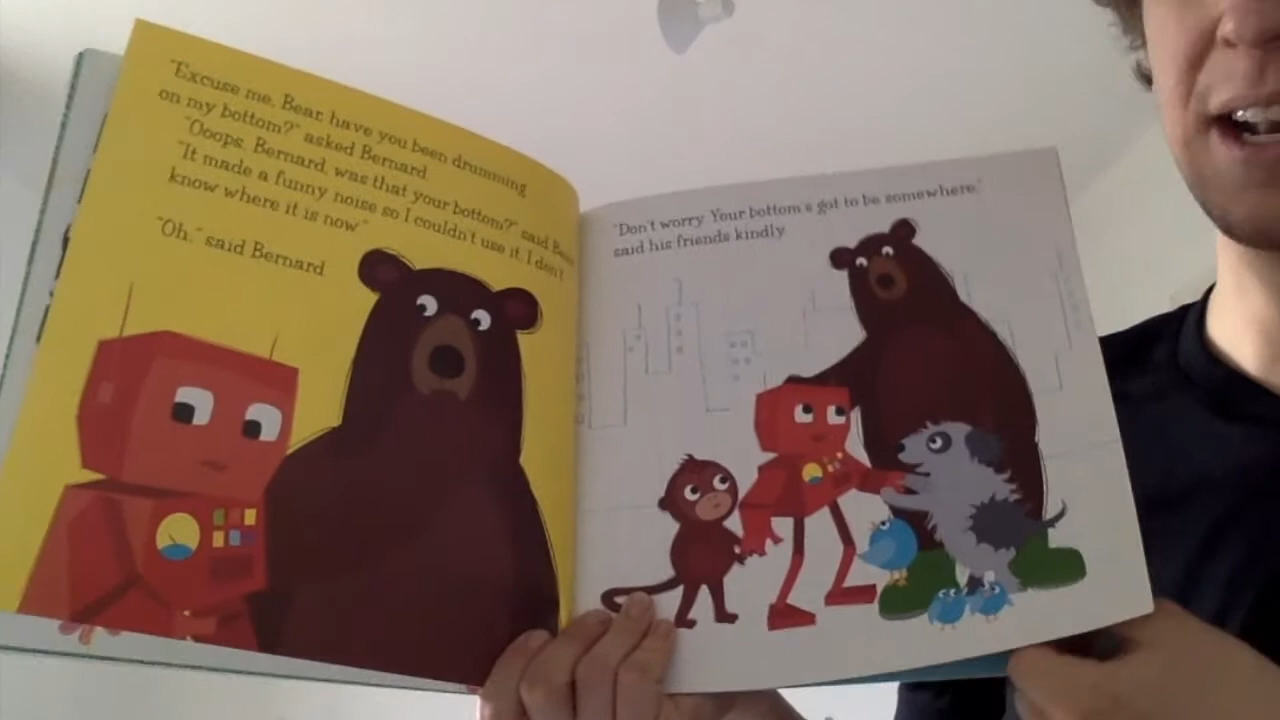 "Excuse me, Bear, have you been drumming
on my bottom?" asked Bernard.
"Ooops, Bernard, was that your bottom?" said Bear.
"It made a funny noise so I couldn't use it. I don't
know where it is now."
"Oh," said Bernard.
"Don't worry. Your bottom's got to be somewhere,"
said his friends kindly.